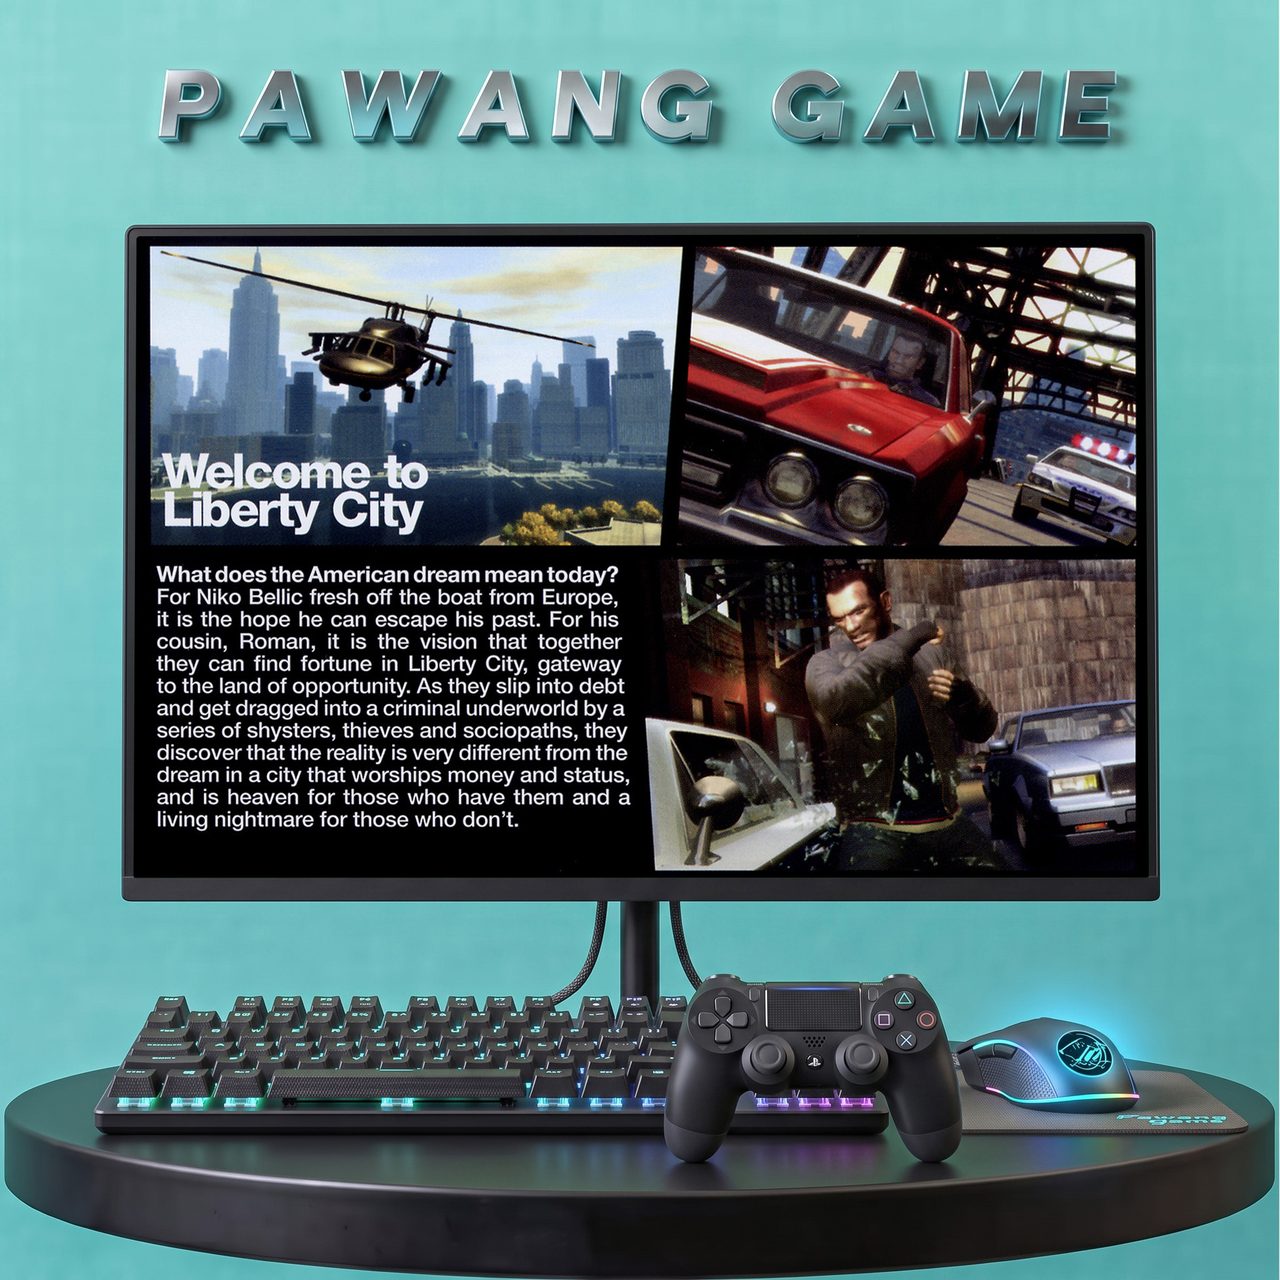 PAWANG GAME
Welcome to
Liberty City
What does the American dream mean today?
For Niko Bellic fresh off the boat from Europe,
it is the hope he can escape his past. For his
cousin, Roman, it is the vision that together
they can find fortune in Liberty City, gateway
to the land of opportunity. As they slip into debt
and get dragged into a criminal underworld by a
series of shysters, thieves and sociopaths, they
discover that the reality is very different from the
dream in a city that worships money and status,
and is heaven for those who have them and a
living nightmare for those who don't.
Pawang
game